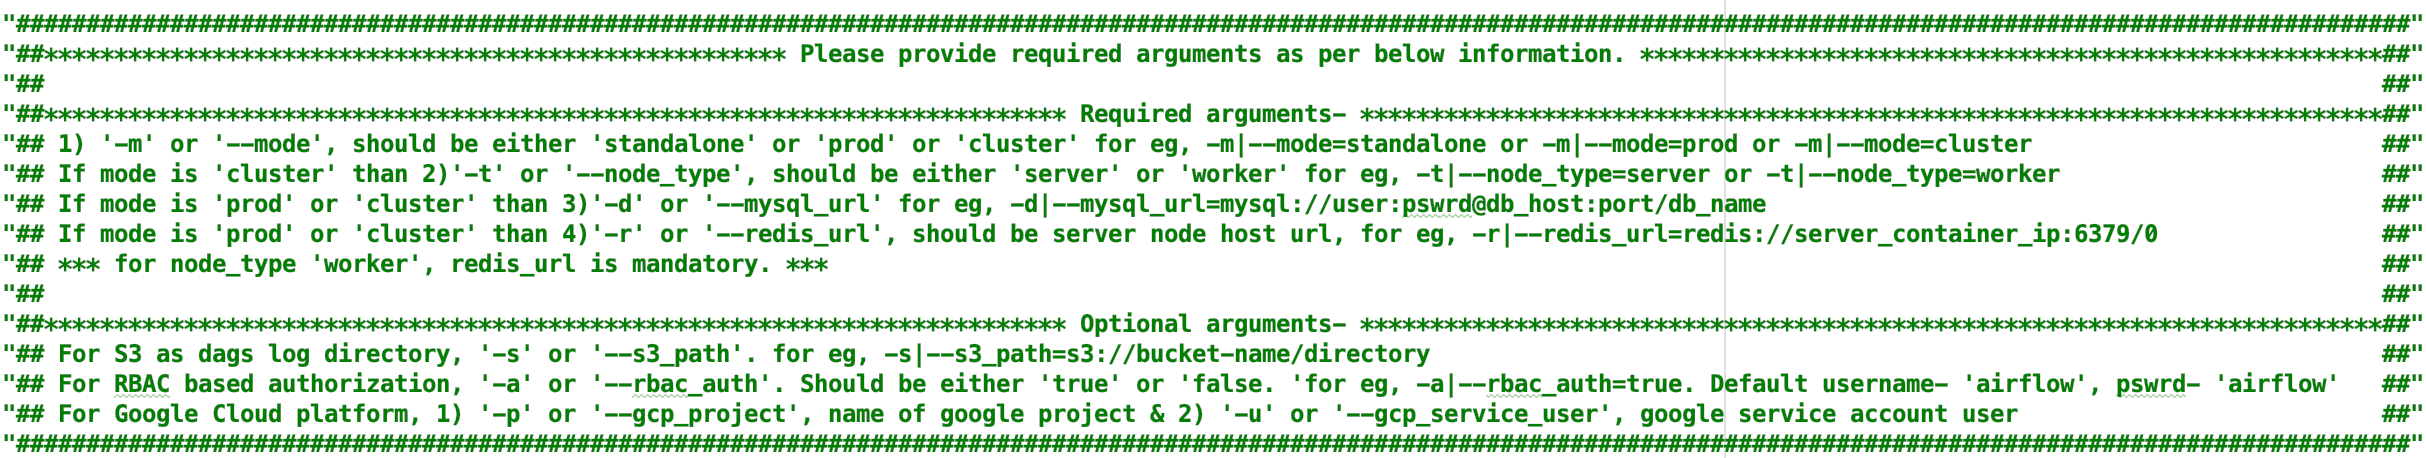 "###########################################################################################################################################################################"
"##***************************************************** Please provide required arguments as per below information. *****************************************************##"
"## ##"
"##************************************************************************* Required arguments- *************************************************************************##"
"## 1) '-m' or '--mode', should be either 'standalone' or 'prod' or 'cluster' for eg, -m|--mode=standalone or -m|--mode=prod or -m|--mode=cluster ##"
"## If mode is 'cluster' than 2)'-t' or '--node_type', should be either 'server' or 'worker' for eg, -t|--node_type=server or -t|--node_type=worker ##"
"## If mode is 'prod' or 'cluster' than 3)'-d' or '--mysql_url' for eg, -d|--mysql_url=mysql://user:pswrd@db_host:port/db_name ##"
"## If mode is 'prod' or 'cluster' than 4)'-r' or '--redis_url', should be server node host url, for eg, -r|--redis_url=redis://server_container_ip:6379/0 ##"
"## *** for node_type 'worker', redis_url is mandatory. *** ##"
"## ##"
"##************************************************************************* Optional arguments- *************************************************************************##"
"## For S3 as dags log directory, '-s' or '--s3_path'. for eg, -s|--s3_path=s3://bucket-name/directory ##"
"## For RBAC based authorization, '-a' or '--rbac_auth'. Should be either 'true' or 'false. 'for eg, -a|--rbac_auth=true. Default username- 'airflow', pswrd- 'airflow' ##"
"## For Google Cloud platform, 1) '-p' or '--gcp_project', name of google project & 2) '-u' or '--gcp_service_user', google service account user ##"
"###########################################################################################################################################################################"